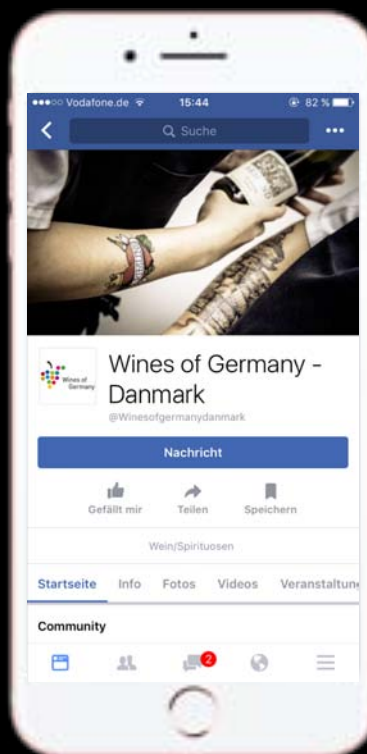 Vodafone.de 15:44 82 %
Suche
Wines of
Germany
Wines of Germany -
Danmark
@Winesofgermanydanmark
Nachricht
Gefällt mir Teilen Speichern
Wein/Spirituosen
Startseite Info Fotos Videos Veranstaltun
Community
2